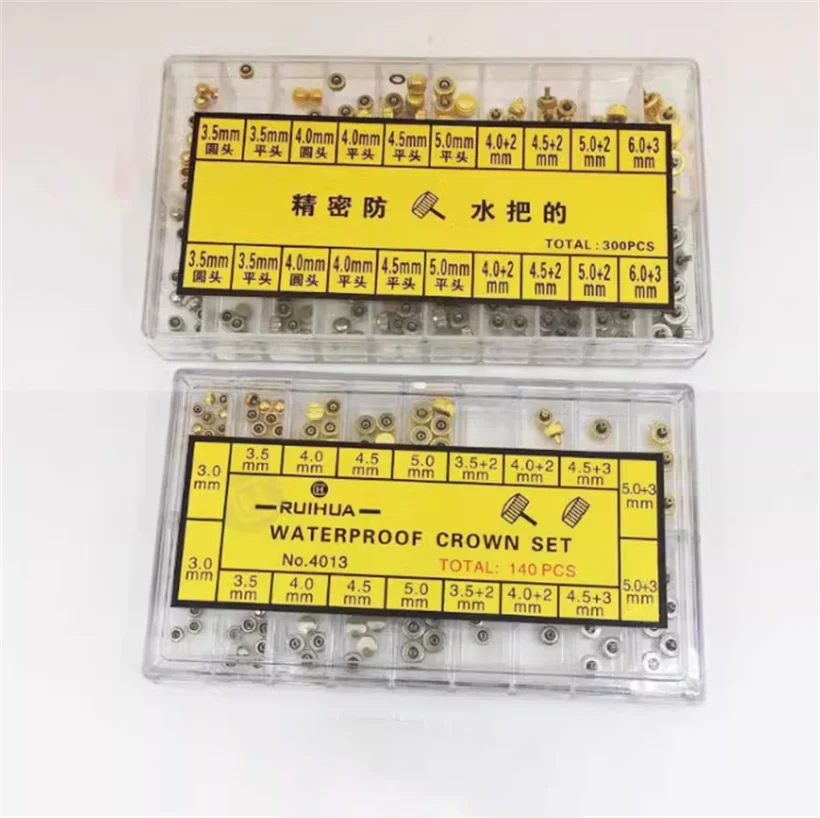 3.5mm 3.5mm 4.0mm 4.0mm 4.5mm 5.0mm 4.0+2 4.5+2 5.0+2 6.0+3
圆头 平头 圆头 平头 平头 平头 mm mm mm mm
精密防 水把的
TOTAL:300PCS
3.5mm 3.5mm 4.0mm 4.0mm 4.5mm 5.0mm 4.0+2 4.5+2 5.0+2 6.0+3
圆头 平头 圆头 平头 平头 平头 mm mm mm mm
3.0 3.5 4.0 4.5 5.0 3.5+2 4.0+2 4.5+3 5.0+3
mm mm mm mm mm mm mm mm mm
RUIHUA
WATERPROOF CROWN SET
No.4013 TOTAL: 140 PCS
3.0 3.5 4.0 4.5 5.0 3.5+2 4.0+2 4.5+3 5.0+3
mm mm mm mm mm mm mm mm mm